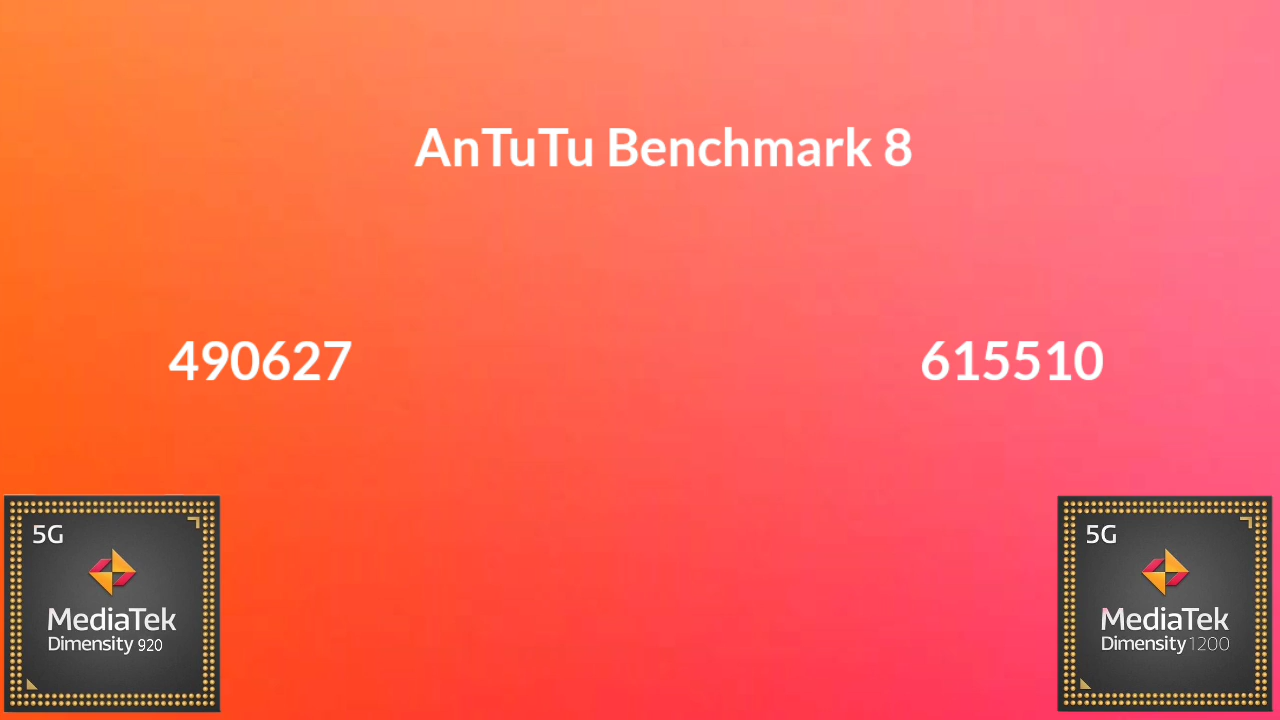 AnTuTu Benchmark 8
490627
615510
5G
MediaTek
Dimensity 920
5G
MediaTek
Dimensity 1200